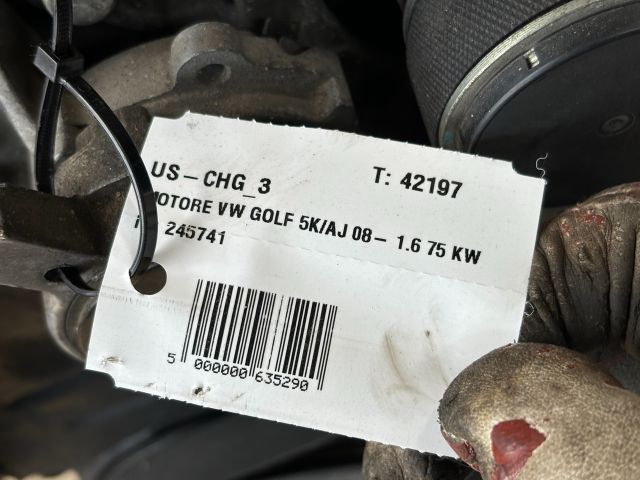 US-CHG_3 T: 42197
MOTORE VW GOLF 5K/AJ 08- 1.6 75 KW
245741
5 000000 635290